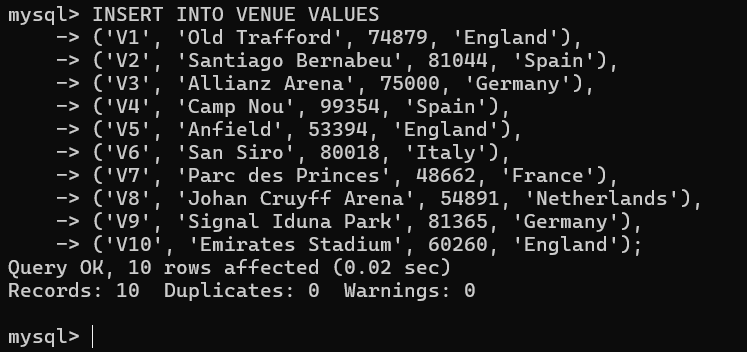 mysql> INSERT INTO VENUE VALUES
    -> ('V1', 'Old Trafford', 74879, 'England'),
    -> ('V2', 'Santiago Bernabeu', 81044, 'Spain'),
    -> ('V3', 'Allianz Arena', 75000, 'Germany'),
    -> ('V4', 'Camp Nou', 99354, 'Spain'),
    -> ('V5', 'Anfield', 53394, 'England'),
    -> ('V6', 'San Siro', 80018, 'Italy'),
    -> ('V7', 'Parc des Princes', 48662, 'France'),
    -> ('V8', 'Johan Cruyff Arena', 54891, 'Netherlands'),
    -> ('V9', 'Signal Iduna Park', 81365, 'Germany'),
    -> ('V10', 'Emirates Stadium', 60260, 'England');
Query OK, 10 rows affected (0.02 sec)
Records: 10  Duplicates: 0  Warnings: 0

mysql>